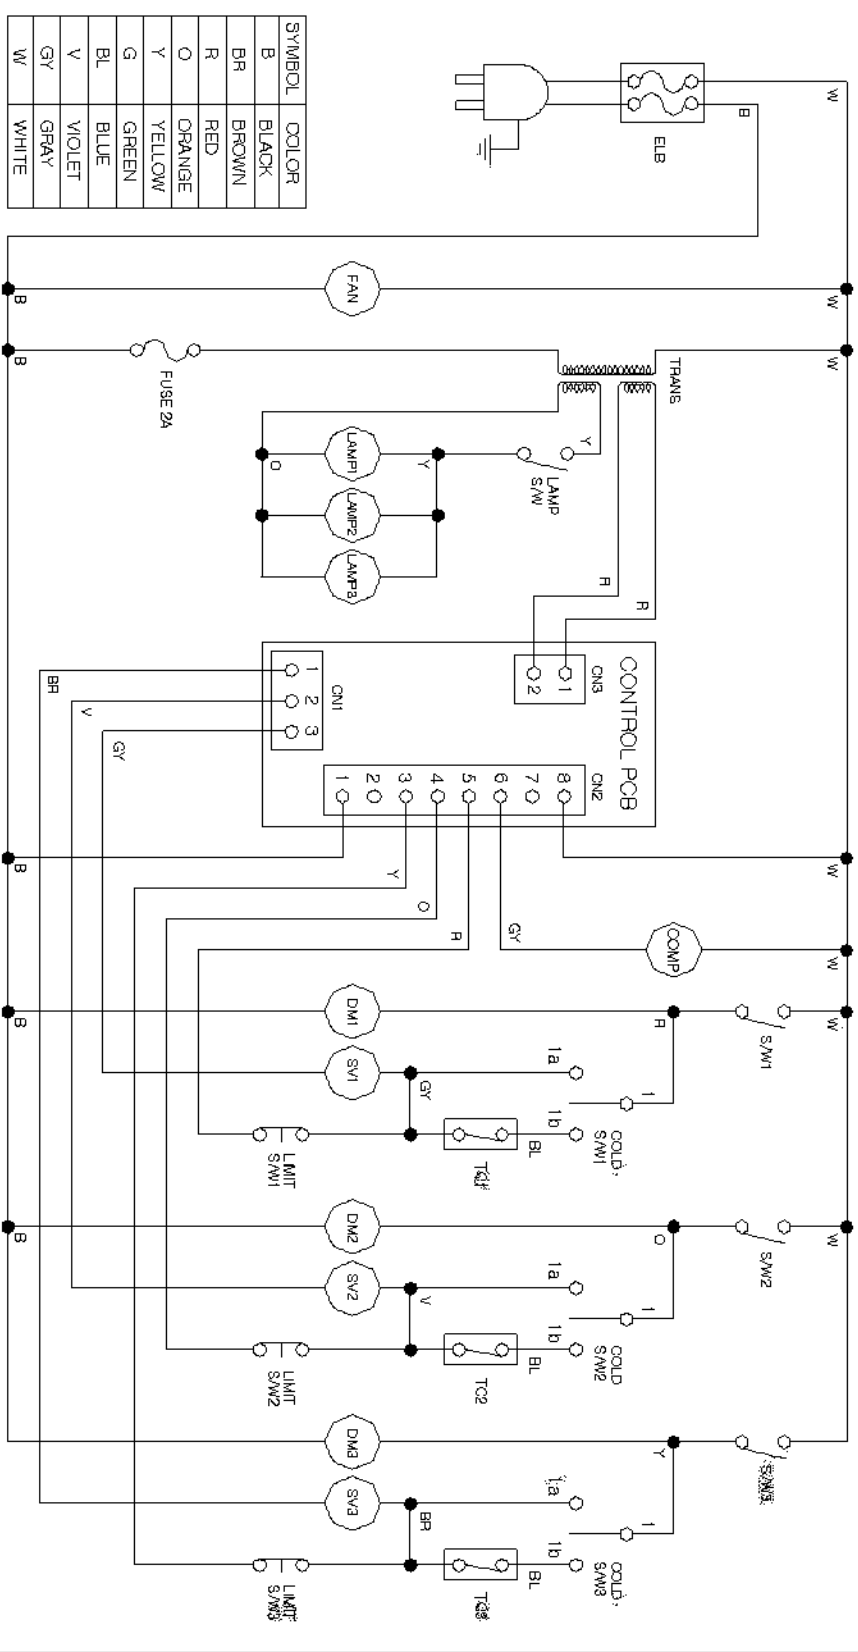 SYMBOL COLOR
B BLACK
BR BROWN
R RED
O ORANGE
Y YELLOW
G GREEN
BL BLUE
V VIOLET
GY GRAY
W WHITE
ELB
W
B
W
FAN
B
W
TRANS
FUSE 2A
B
Y
LAMP
S/W
Y
LAMP1
O
LAMP2
LAMP3
R
R
CONTROL PCB
CN3
1
2
CN1
1
2
3
CN2
8
7
6
5
4
3
2
1
BR
V
GY
W
B
Y
O
R
GY
COMP
W
W
S/W1
R
DM1
B
SV1
GY
1a
1
1b
COLD
S/W1
BL
LIMIT
S/W1
W
S/W2
O
DM2
B
SV2
V
1a
1
1b
COLD
S/W2
BL
TC2
LIMIT
S/W2
Y
DM3
SV3
BR
1a
1
1b
COLD
S/W3
BL
LIMIT